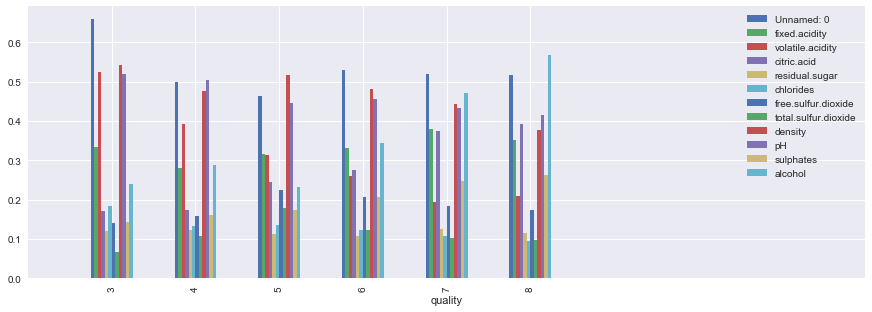 0.6
0.5
0.4
0.3
0.2
0.1
0.0
3
4
5
6
7
8
quality
Unnamed: 0
fixed.acidity
volatile.acidity
citric.acid
residual.sugar
chlorides
free.sulfur.dioxide
total.sulfur.dioxide
density
pH
sulphates
alcohol